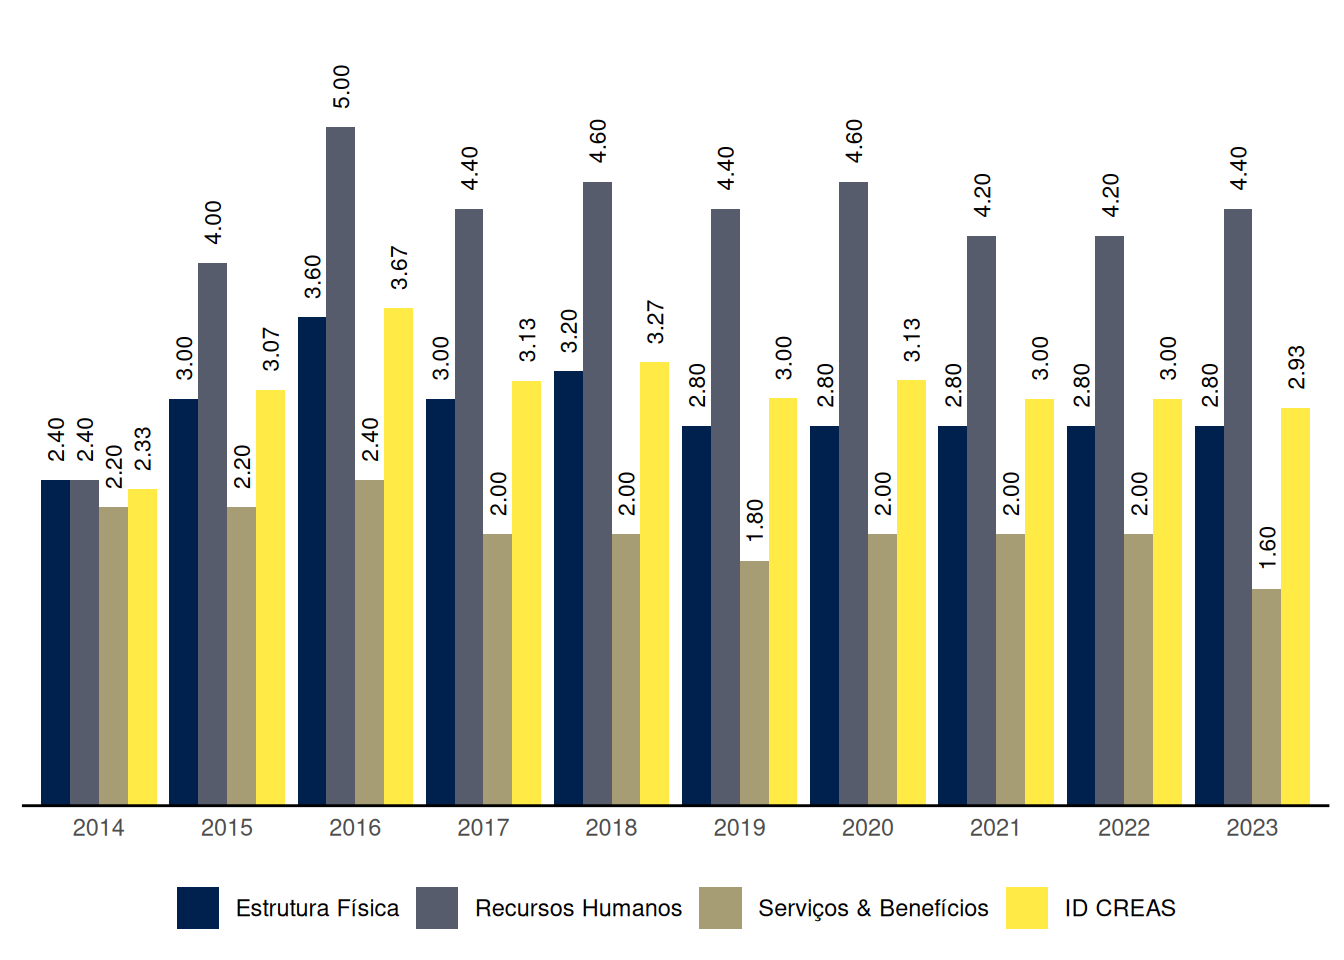 2.40 2.40 2.20 2.33
3.00 4.00 2.20 3.07
3.60 5.00 2.40 3.67
3.00 4.40 2.00 3.13
3.20 4.60 2.00 3.27
2.80 4.40 1.80 3.00
2.80 4.60 2.00 3.13
2.80 4.20 2.00 3.00
2.80 4.20 2.00 3.00
2.80 4.40 1.60 2.93
2014 2015 2016 2017 2018 2019 2020 2021 2022 2023
Estrutura Física Recursos Humanos Serviços & Benefícios ID CREAS